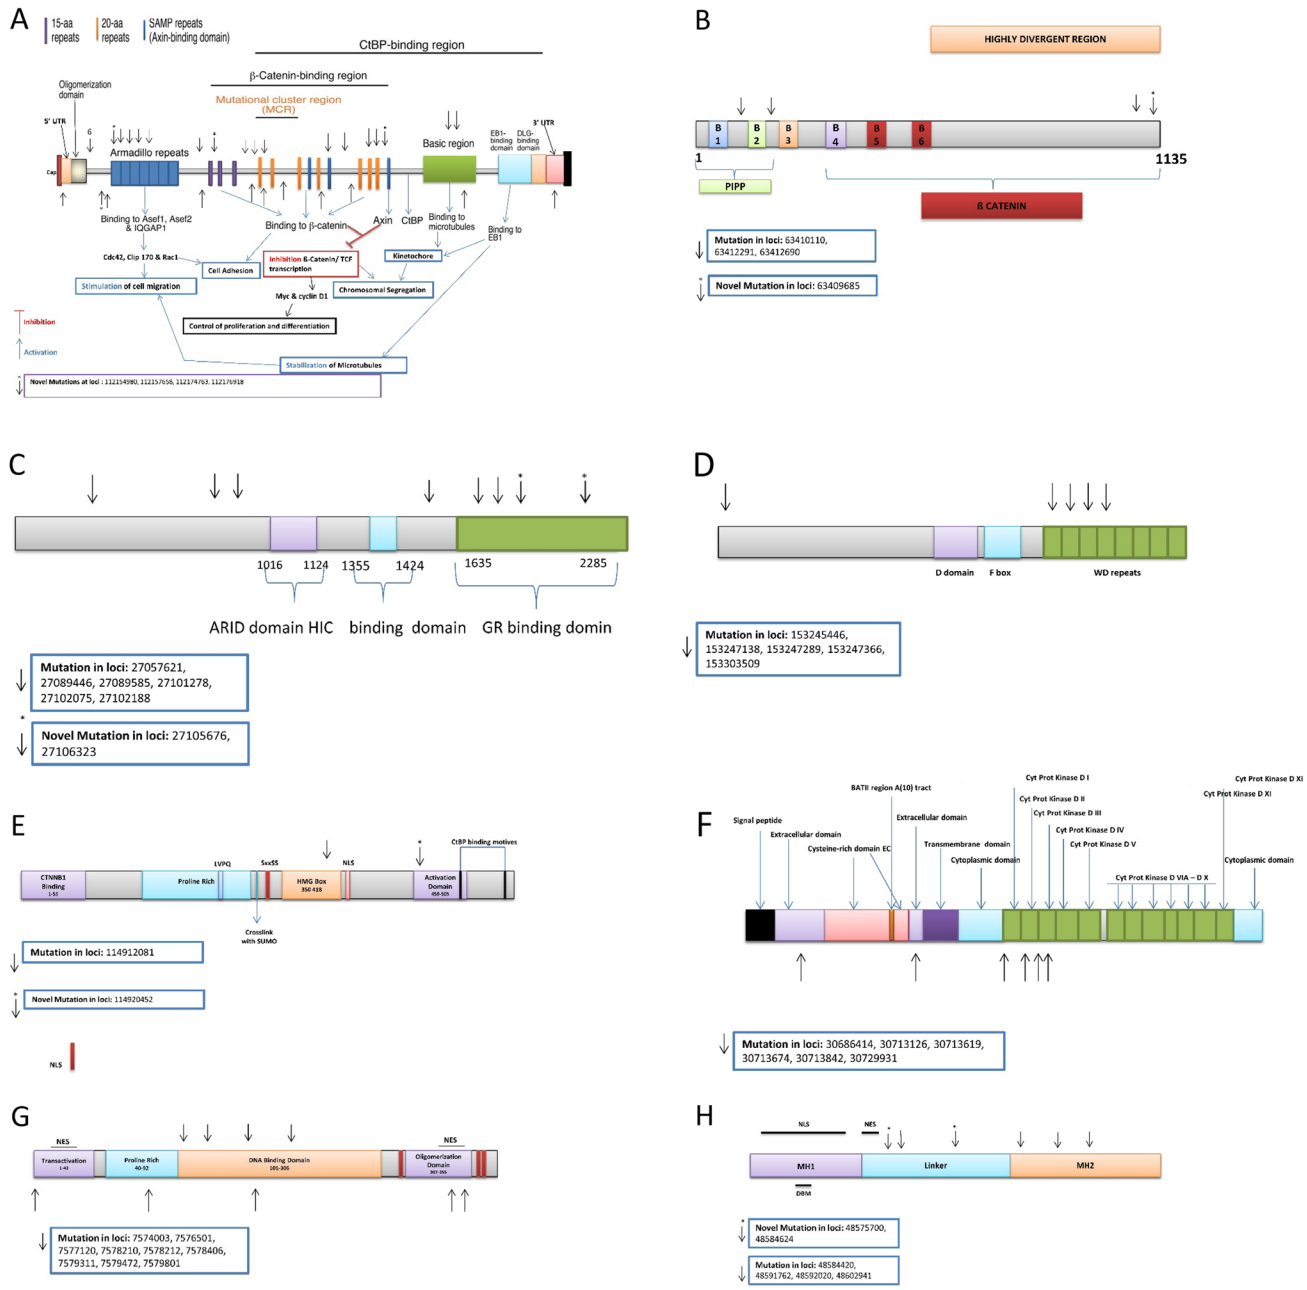 A
15-aa
repeats
20-aa
repeats
SAMP repeats
(Axin-binding domain)
CtBP-binding region
β-Catenin-binding region
Mutational cluster region
(MCR)
Oligomerization
domain
5' UTR
6
*
Armadillo repeats
*
*
Basic region
EB1-
binding
domain
DLG-
binding
domain
3' UTR
Cap
*
Binding to Asef1, Asef2
& IQGAP1
Binding to β-catenin
Axin
CtBP
Binding to
microtubules
Binding to
EB1
Cdc42, Clip 170 & Rac1
Cell Adhesion
Inhibition ß-Catenin/ TCF
transcription
Kinetochore
Stimulation of cell migration
Myc & cyclin D1
Chromosomal Segregation
Control of proliferation and differentiation
Inhibition
Activation
Stabilization of Microtubules
*
Novel Mutations at loci : 112154980, 112157658, 112174763, 112176918
B
HIGHLY DIVERGENT REGION
*
B
1
B
2
B
3
B
4
B
5
B
6
1
1135
PIPP
ß CATENIN
Mutation in loci: 63410110,
63412291, 63412690
*
Novel Mutation in loci: 63409685
C
*
*
1016
1124
1355
1424
1635
2285
ARID domain HIC
binding domain
GR binding domin
Mutation in loci: 27057621,
27089446, 27089585, 27101278,
27102075, 27102188
*
Novel Mutation in loci: 27105676,
27106323
D
D domain
F box
WD repeats
Mutation in loci: 153245446,
153247138, 153247289, 153247366,
153303509
E
*
CtBP binding motives
LVPQ
SxxSS
NLS
CTNNB1
Binding
1-53
Proline Rich
HMG Box
350 418
Activation
Domain
Crosslink
with SUMO
Mutation in loci: 114912081
*
Novel Mutation in loci: 114920452
NLS
F
Cyt Prot Kinase D I
Cyt Prot Kinase D XI
BATII region A(10) tract
Cyt Prot Kinase D II
Cyt Prot Kinase D XI
Signal peptide
Extracellular domain
Cyt Prot Kinase D III
Extracellular domain
Cyt Prot Kinase D IV
Cysteine-rich domain EC
Transmembrane domain
Cyt Prot Kinase D V
Cytoplasmic domain
Cytoplasmic domain
Cyt Prot Kinase D VIA – D X
Mutation in loci: 30686414, 30713126, 30713619,
30713674, 30713842, 30729931
G
NES
NES
Transactivation
Proline Rich
40-92
DNA Binding Domain
101-306
Oligomerization
Domain
Mutation in loci: 7574003, 7576501,
7577120, 7578210, 7578212, 7578406,
7579311, 7579472, 7579801
H
NLS
NES
*
*
MH1
Linker
MH2
DBM
*
Novel Mutation in loci: 48575700,
48584624
Mutation in loci: 48584420,
48591762, 48592020, 48602941